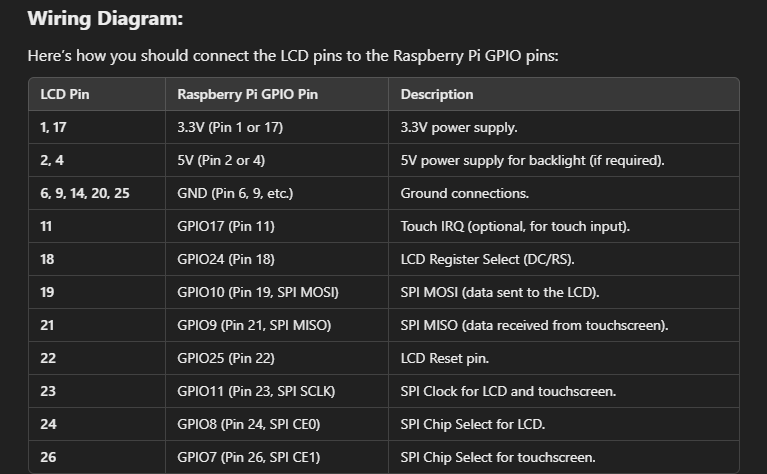 Wiring Diagram:
Here's how you should connect the LCD pins to the Raspberry Pi GPIO pins:
LCD Pin Raspberry Pi GPIO Pin Description
1, 17 3.3V (Pin 1 or 17) 3.3V power supply.
2, 4 5V (Pin 2 or 4) 5V power supply for backlight (if required).
6, 9, 14, 20, 25 GND (Pin 6, 9, etc.) Ground connections.
11 GPIO17 (Pin 11) Touch IRQ (optional, for touch input).
18 GPIO24 (Pin 18) LCD Register Select (DC/RS).
19 GPIO10 (Pin 19, SPI MOSI) SPI MOSI (data sent to the LCD).
21 GPIO9 (Pin 21, SPI MISO) SPI MISO (data received from touchscreen).
22 GPIO25 (Pin 22) LCD Reset pin.
23 GPIO11 (Pin 23, SPI SCLK) SPI Clock for LCD and touchscreen.
24 GPIO8 (Pin 24, SPI CE0) SPI Chip Select for LCD.
26 GPIO7 (Pin 26, SPI CE1) SPI Chip Select for touchscreen.